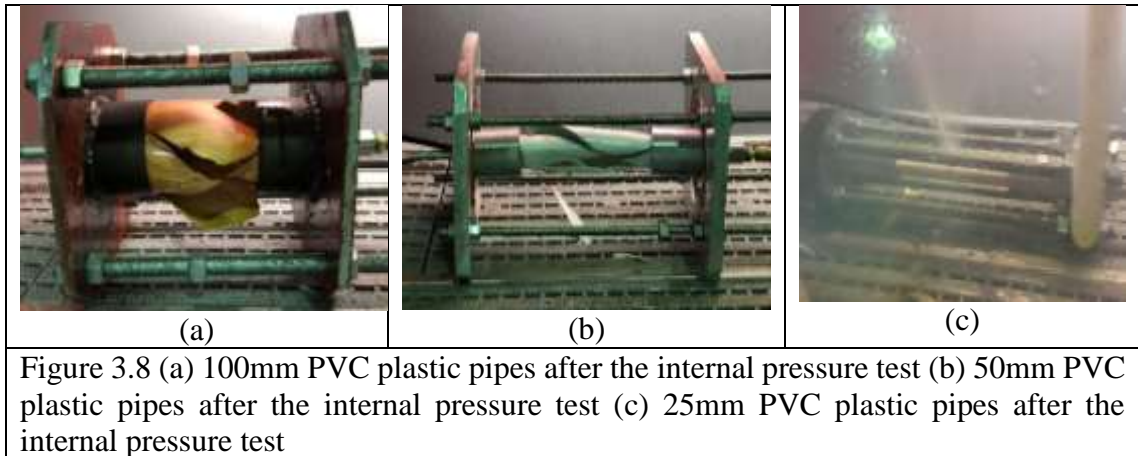 (a)
(b)
(c)
Figure 3.8 (a) 100mm PVC plastic pipes after the internal pressure test (b) 50mm PVC
plastic pipes after the internal pressure test (c) 25mm PVC plastic pipes after the
internal pressure test